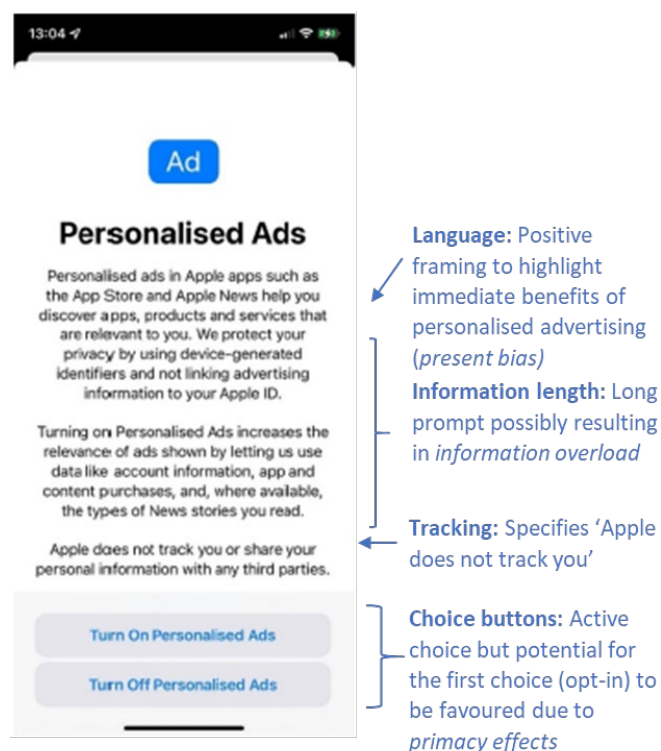 13:04
Ad
Personalised Ads
Personalised ads in Apple apps such as
the App Store and Apple News help you
discover apps, products and services that
are relevant to you. We protect your
privacy by using device-generated
identifiers and not linking advertising
information to your Apple ID.
Turning on Personalised Ads increases the
relevance of ads shown by letting us use
data like account information, app and
content purchases, and, where available,
the types of News stories you read.
Apple does not track you or share your
personal information with any third parties.
Turn On Personalised Ads
Turn Off Personalised Ads
Language: Positive
framing to highlight
immediate benefits of
personalised advertising
(present bias)
Information length: Long
prompt possibly resulting
in information overload
Tracking: Specifies ‘Apple
does not track you’
Choice buttons: Active
choice but potential for
the first choice (opt-in) to
be favoured due to
primacy effects